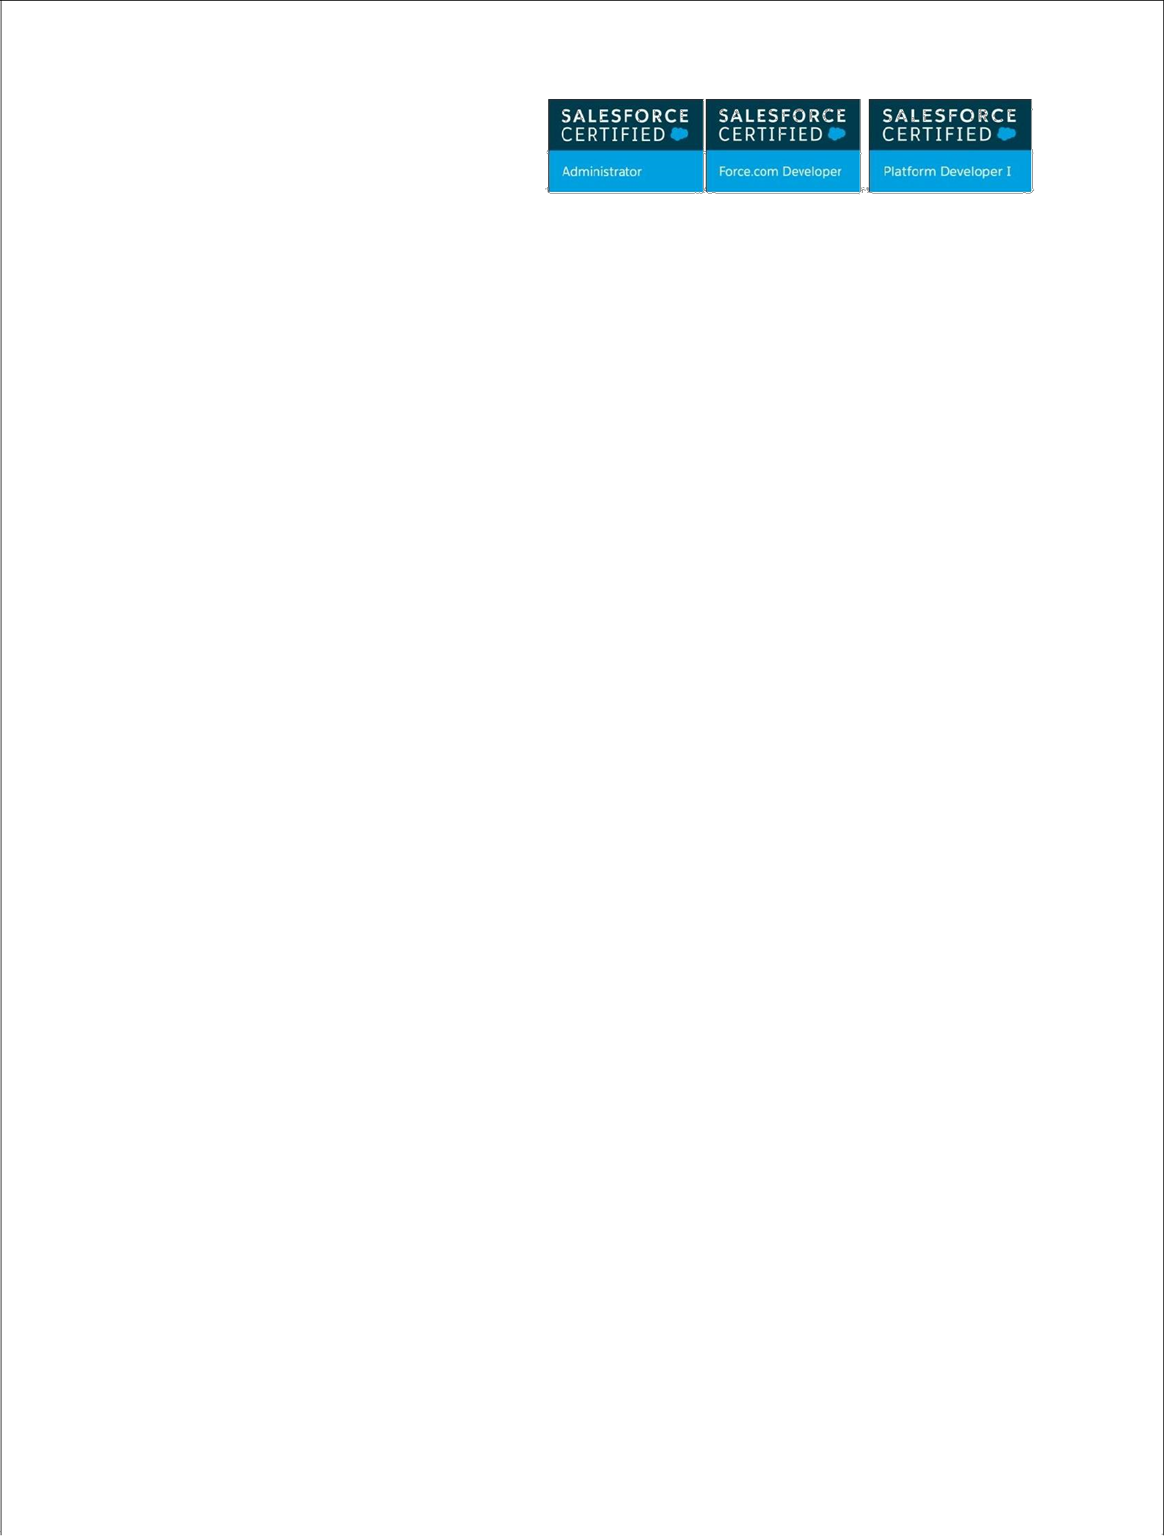 SALESFORCE
CERTIFIED
Administrator
SALESFORCE
CERTIFIED
Force.com Developer
SALESFORCE
CERTIFIED
Platform Developer I